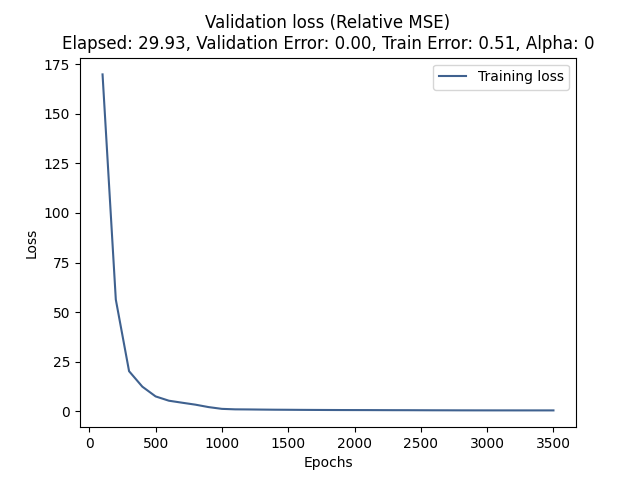 Validation loss (Relative MSE)
Elapsed: 29.93, Validation Error: 0.00, Train Error: 0.51, Alpha: 0
Training loss
175
150
125
100
75
50
25
0
Loss
0 500 1000 1500 2000 2500 3000 3500
Epochs